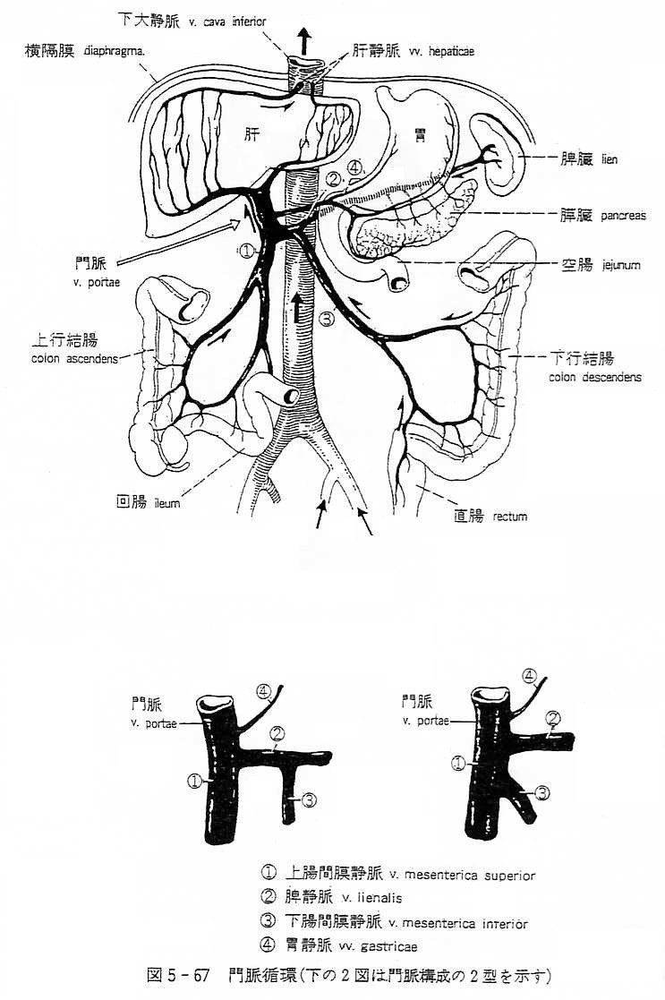 下大静脈 v. cava inferior
横隔膜 diaphragma.
肝静脈 vv. hepaticae
肝
胃
脾臓 lien
② ④
膵臓 pancreas
①
門脈
v. portae
空腸 jejunum
③
上行結腸
colon ascendens
下行結腸
colon descendens
回腸 ileum
直腸 rectum
門脈
v. portae
④
②
①
③
門脈
v. portae
④
②
①
③
① 上腸間膜静脈 v. mesenterica superior
② 脾静脈 v. lienalis
③ 下腸間膜静脈 v. mesenterica inferior
④ 胃静脈 vv. gastricae
図5-67 門脈循環(下の2図は門脈構成の2型を示す)